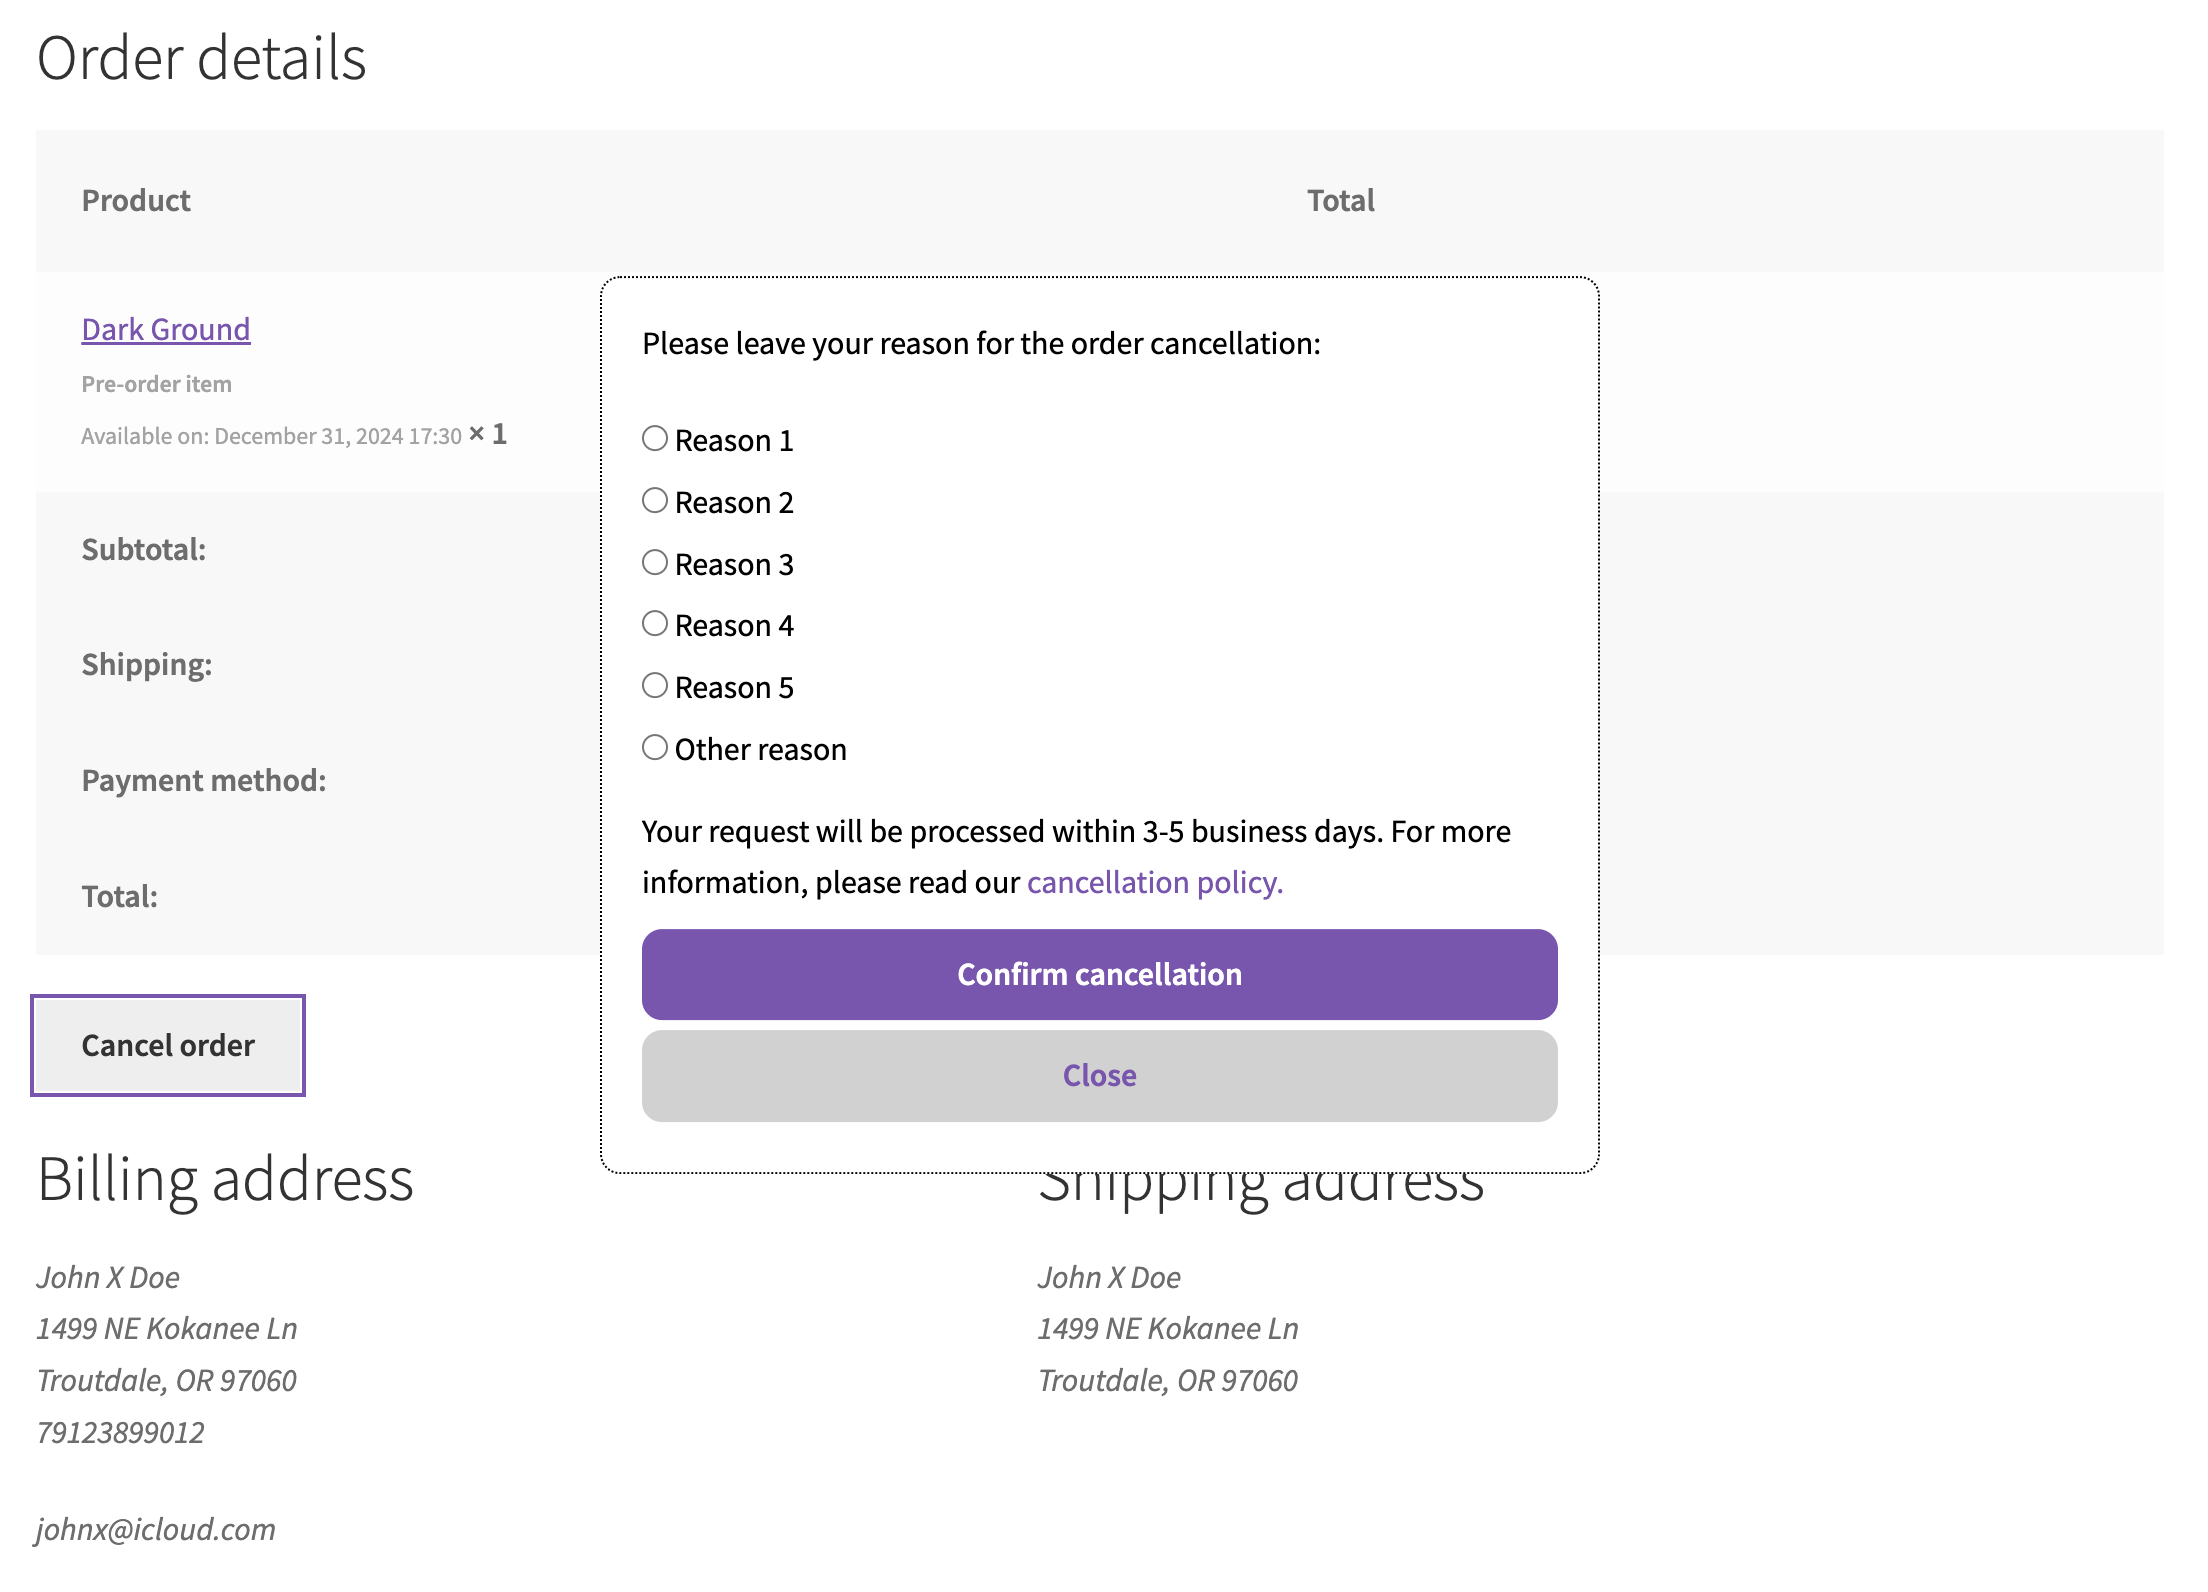 Order details
Product
Total
Dark Ground
Pre-order item
Available on: December 31, 2024 17:30 × 1
Subtotal:
Shipping:
Payment method:
Total:
Please leave your reason for the order cancellation:
Reason 1
Reason 2
Reason 3
Reason 4
Reason 5
Other reason
Your request will be processed within 3-5 business days. For more
information, please read our cancellation policy.
Confirm cancellation
Close
Cancel order
Billing address
John X Doe
1499 NE Kokanee Ln
Troutdale, OR 97060
79123899012
johnx@icloud.com
Shipping address
John X Doe
1499 NE Kokanee Ln
Troutdale, OR 97060